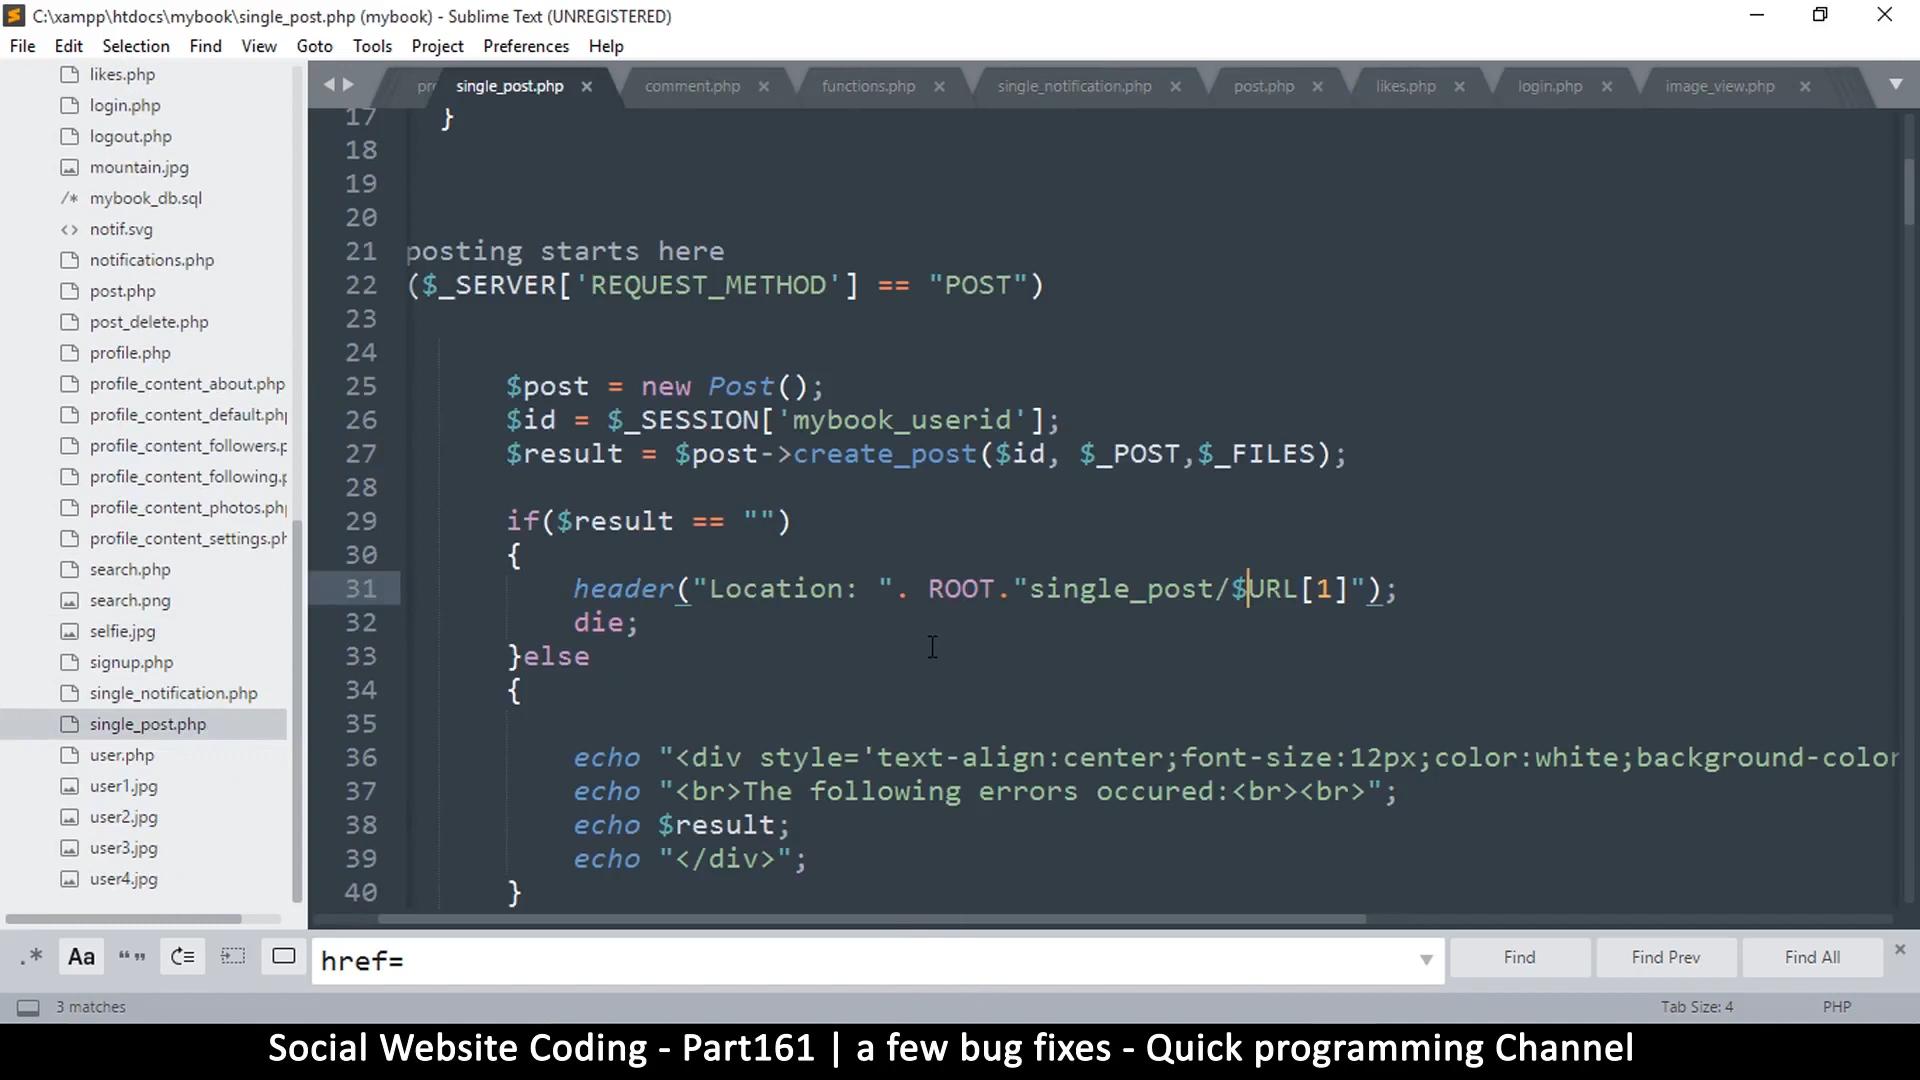 C:\xampp\htdocs\mybook\single_post.php (mybook) - Sublime Text (UNREGISTERED)
File Edit Selection Find View Goto Tools Project Preferences Help
likes.php
login.php
logout.php
mountain.jpg
/* mybook_db.sql
<> notif.svg
notifications.php
post.php
post_delete.php
profile.php
profile_content_about.php
profile_content_default.php
profile_content_followers.p
profile_content_following.p
profile_content_photos.php
profile_content_settings.ph
search.php
search.png
selfie.jpg
signup.php
single_notification.php
single_post.php
user.php
user1.jpg
user2.jpg
user3.jpg
user4.jpg
single_post.php comment.php functions.php single_notification.php post.php likes.php login.php image_view.php
17 }
18
19
20
21 posting starts here
22 ($_SERVER['REQUEST_METHOD'] == "POST")
23
24
25 $post = new Post();
26 $id = $_SESSION['mybook_userid'];
27 $result = $post->create_post($id, $_POST,$_FILES);
28
29 if($result == "")
30 {
31 header("Location: ". ROOT."single_post/$URL[1]");
32 die;
33 }else
34 {
35
36 echo "<div style='text-align:center;font-size:12px;color:white;background-color
37 echo "<br>The following errors occured:<br><br>";
38 echo $result;
39 echo "</div>";
40 }
.* Aa “” href= Find Find Prev Find All
3 matches Tab Size: 4 PHP
Social Website Coding - Part161 | a few bug fixes - Quick programming Channel